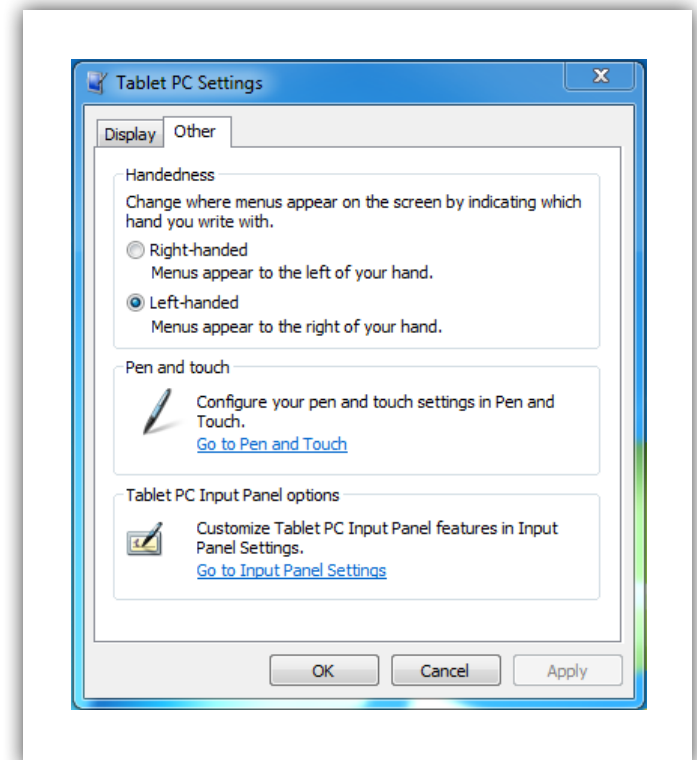 Tablet PC Settings
Display
Other
Handedness
Change where menus appear on the screen by indicating which
hand you write with.
Right-handed
Menus appear to the left of your hand.
Left-handed
Menus appear to the right of your hand.
Pen and touch
Configure your pen and touch settings in Pen and
Touch.
Go to Pen and Touch
Tablet PC Input Panel options
Customize Tablet PC Input Panel features in Input
Panel Settings.
Go to Input Panel Settings
OK
Cancel
Apply